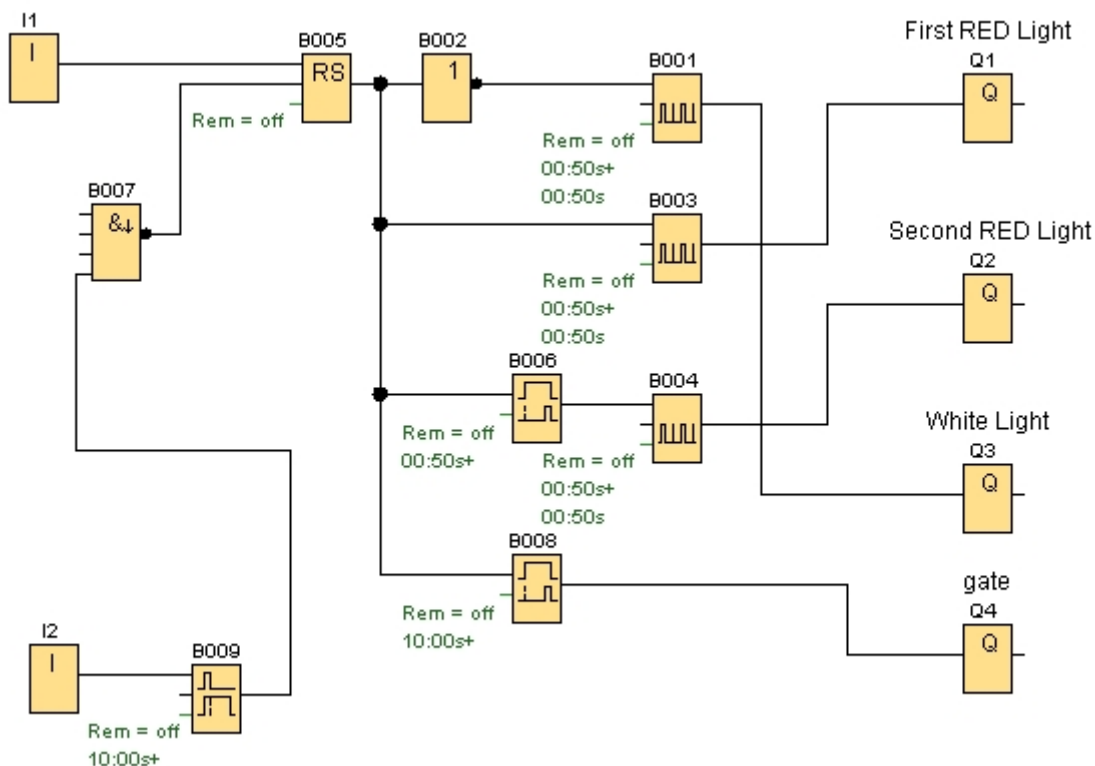 I1
I
B005
RS
Rem = off
B002
1
B001
Rem = off
00:50s+
00:50s
First RED Light
Q1
Q
B007
&↓
B003
Rem = off
00:50s+
00:50s
Second RED Light
Q2
Q
B006
Rem = off
00:50s+
B004
Rem = off
00:50s+
00:50s
White Light
Q3
Q
B008
Rem = off
10:00s+
gate
Q4
Q
I2
I
B009
Rem = off
10:00s+